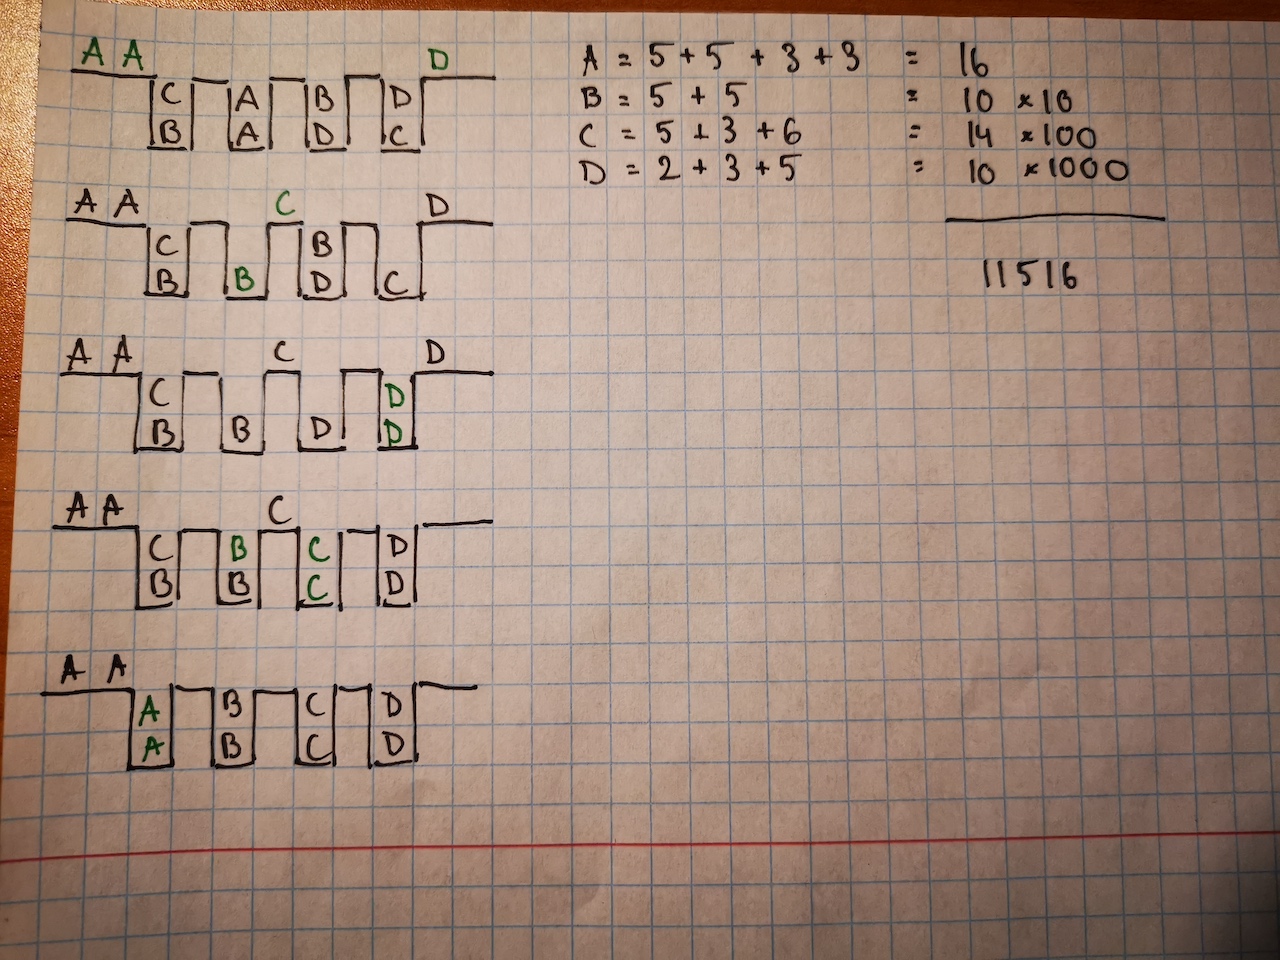 A A D
C A B D
B A D C
A A C D
C B
B B D C
A A C D
C D
B B D D
A A C
C B C D
B B C D
A A
A B C D
A B C D
A = 5 + 5 + 3 + 3 = 16
B = 5 + 5 = 10 × 10
C = 5 + 3 + 6 = 14 × 100
D = 2 + 3 + 5 = 10 × 1000
11516